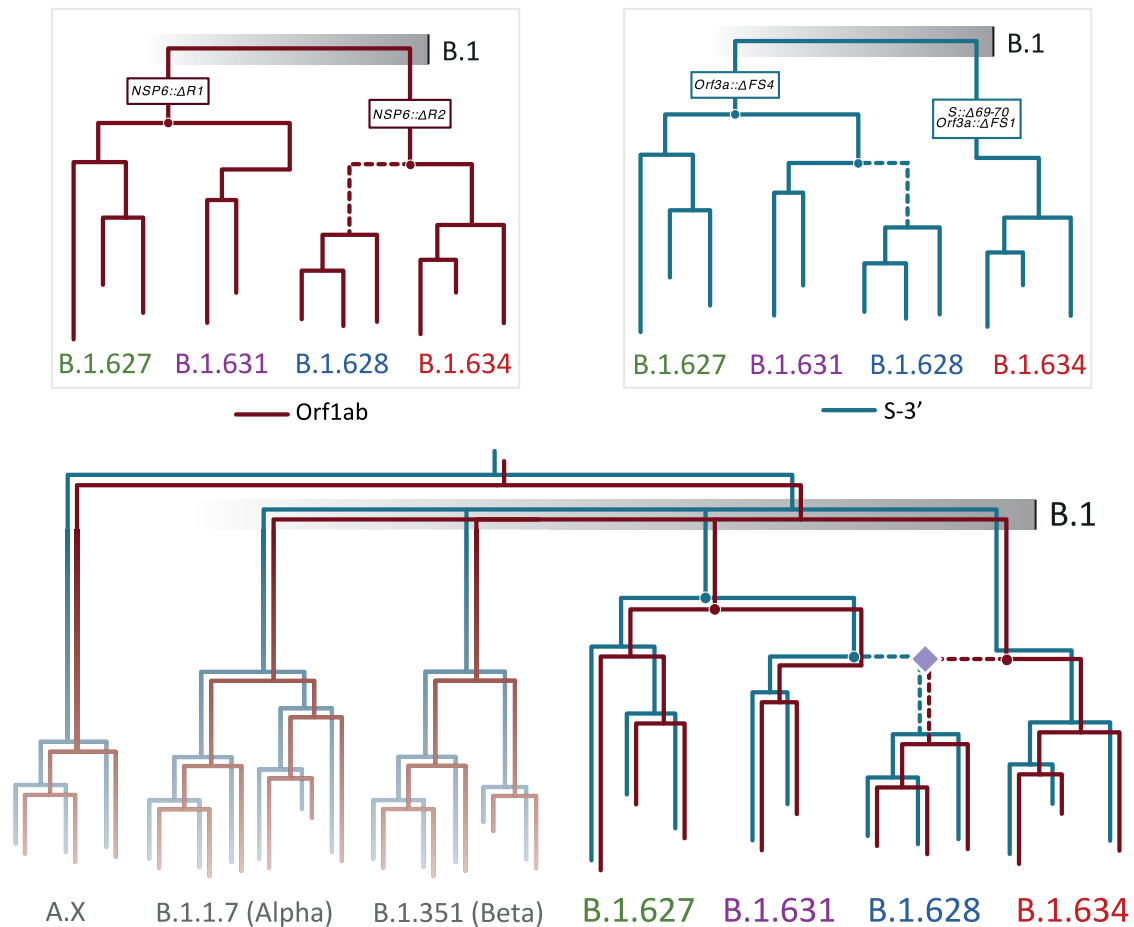 B.1
NSP6::ΔR1
NSP6::ΔR2
B.1.627
B.1.631
B.1.628
B.1.634
Orf1ab
B.1
Orf3a::ΔFS4
S::Δ69-70
Orf3a::ΔFS1
B.1.627
B.1.631
B.1.628
B.1.634
S-3’
B.1
A.X
B.1.1.7 (Alpha)
B.1.351 (Beta)
B.1.627
B.1.631
B.1.628
B.1.634